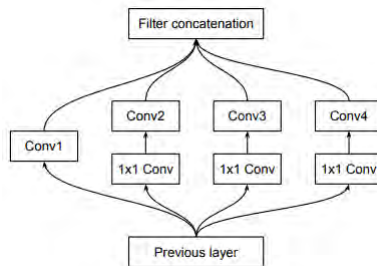 Filter concatenation
Conv2
Conv3
Conv4
Conv1
1x1 Conv
1x1 Conv
1x1 Conv
Previous layer